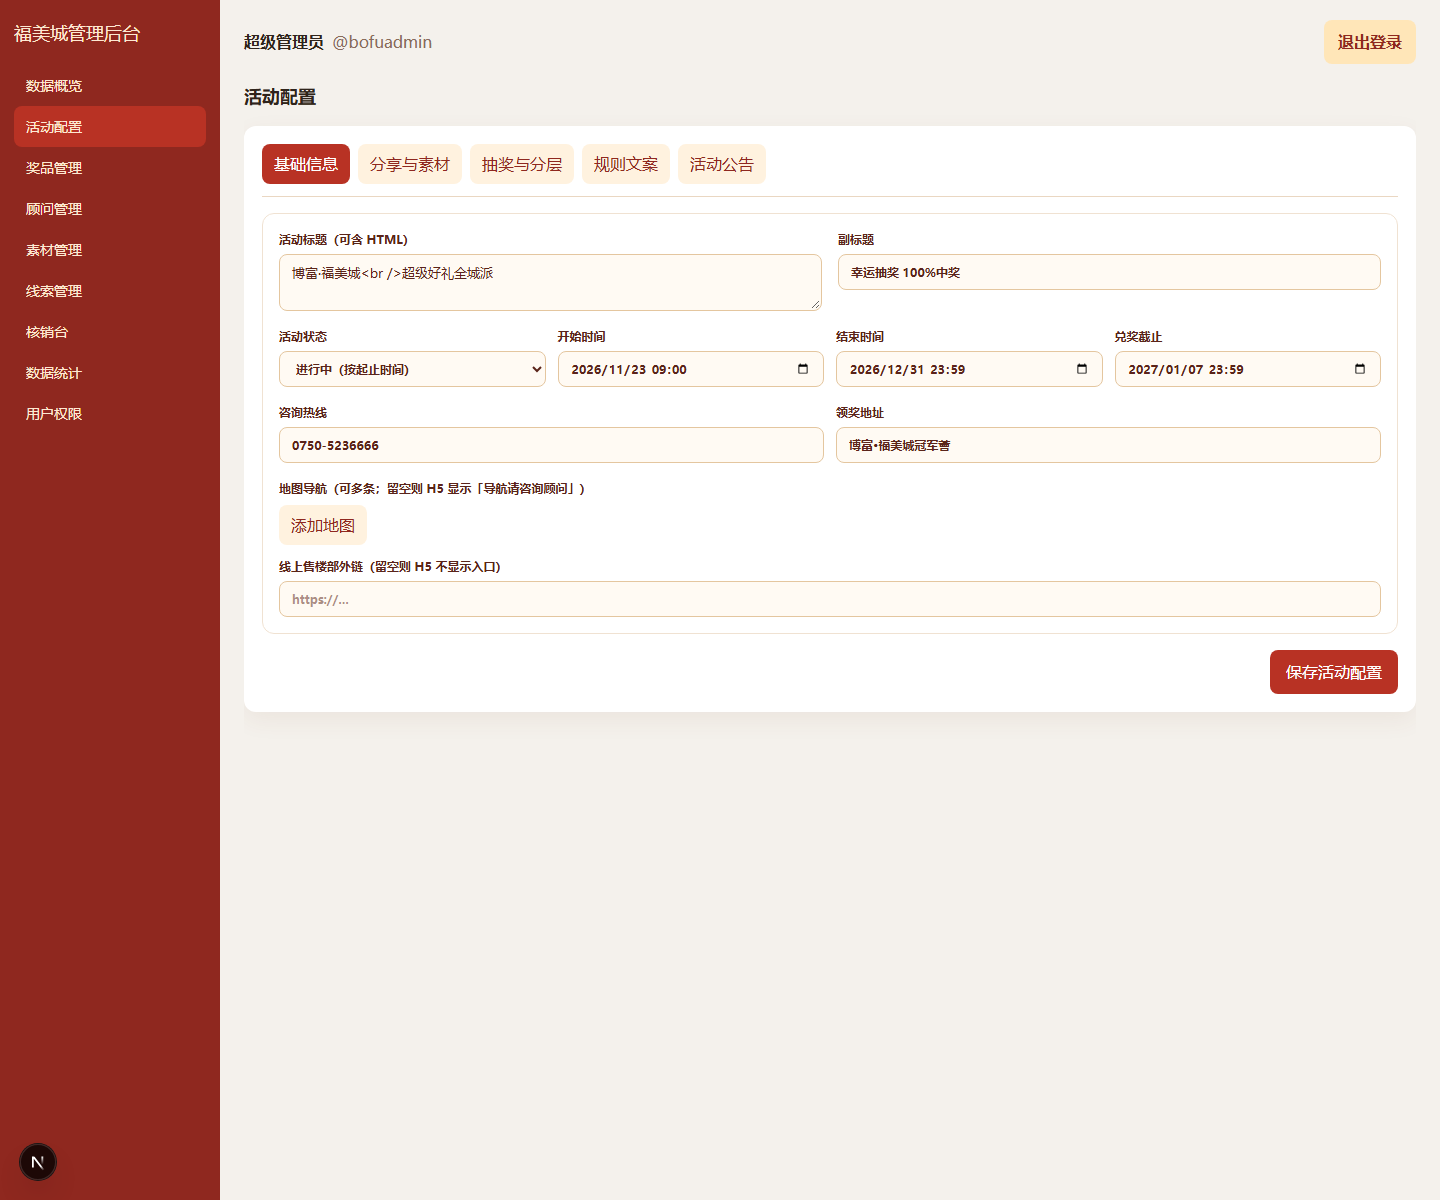 福美城管理后台
数据概览
活动配置
奖品管理
顾问管理
素材管理
线索管理
核销台
数据统计
用户权限
N
超级管理员 @bofuadmin
退出登录
活动配置
基础信息 分享与素材 抽奖与分层 规则文案 活动公告
活动标题（可含 HTML） 副标题
博富·福美城<br />超级好礼全城派 幸运抽奖 100%中奖
活动状态 开始时间 结束时间 兑奖截止
进行中（按起止时间） 2026/11/23 09:00 2026/12/31 23:59 2027/01/07 23:59
咨询热线 领奖地址
0750-5236666 博富•福美城冠军薈
地图导航（可多条；留空则 H5 显示「导航请咨询顾问」）
添加地图
线上售楼部外链（留空则 H5 不显示入口）
https://...
保存活动配置